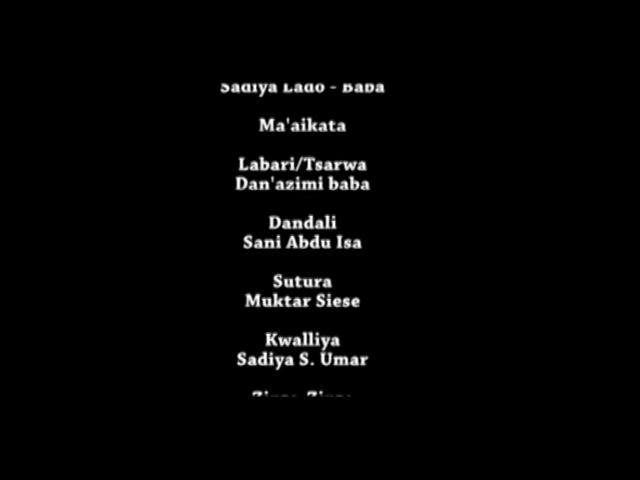 Sadiya Lado - Baba
Ma'aikata
Labari/Tsarwa
Dan'azimi baba
Dandali
Sani Abdu Isa
Sutura
Muktar Siese
Kwalliya
Sadiya S. Umar